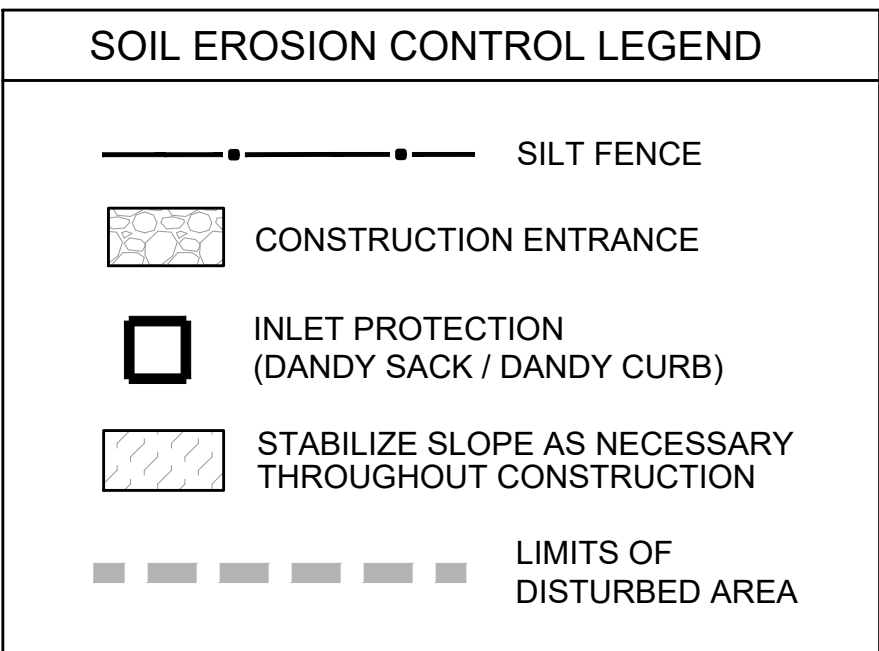 SOIL EROSION CONTROL LEGEND
SILT FENCE
CONSTRUCTION ENTRANCE
INLET PROTECTION
(DANDY SACK / DANDY CURB)
STABILIZE SLOPE AS NECESSARY
THROUGHOUT CONSTRUCTION
LIMITS OF
DISTURBED AREA